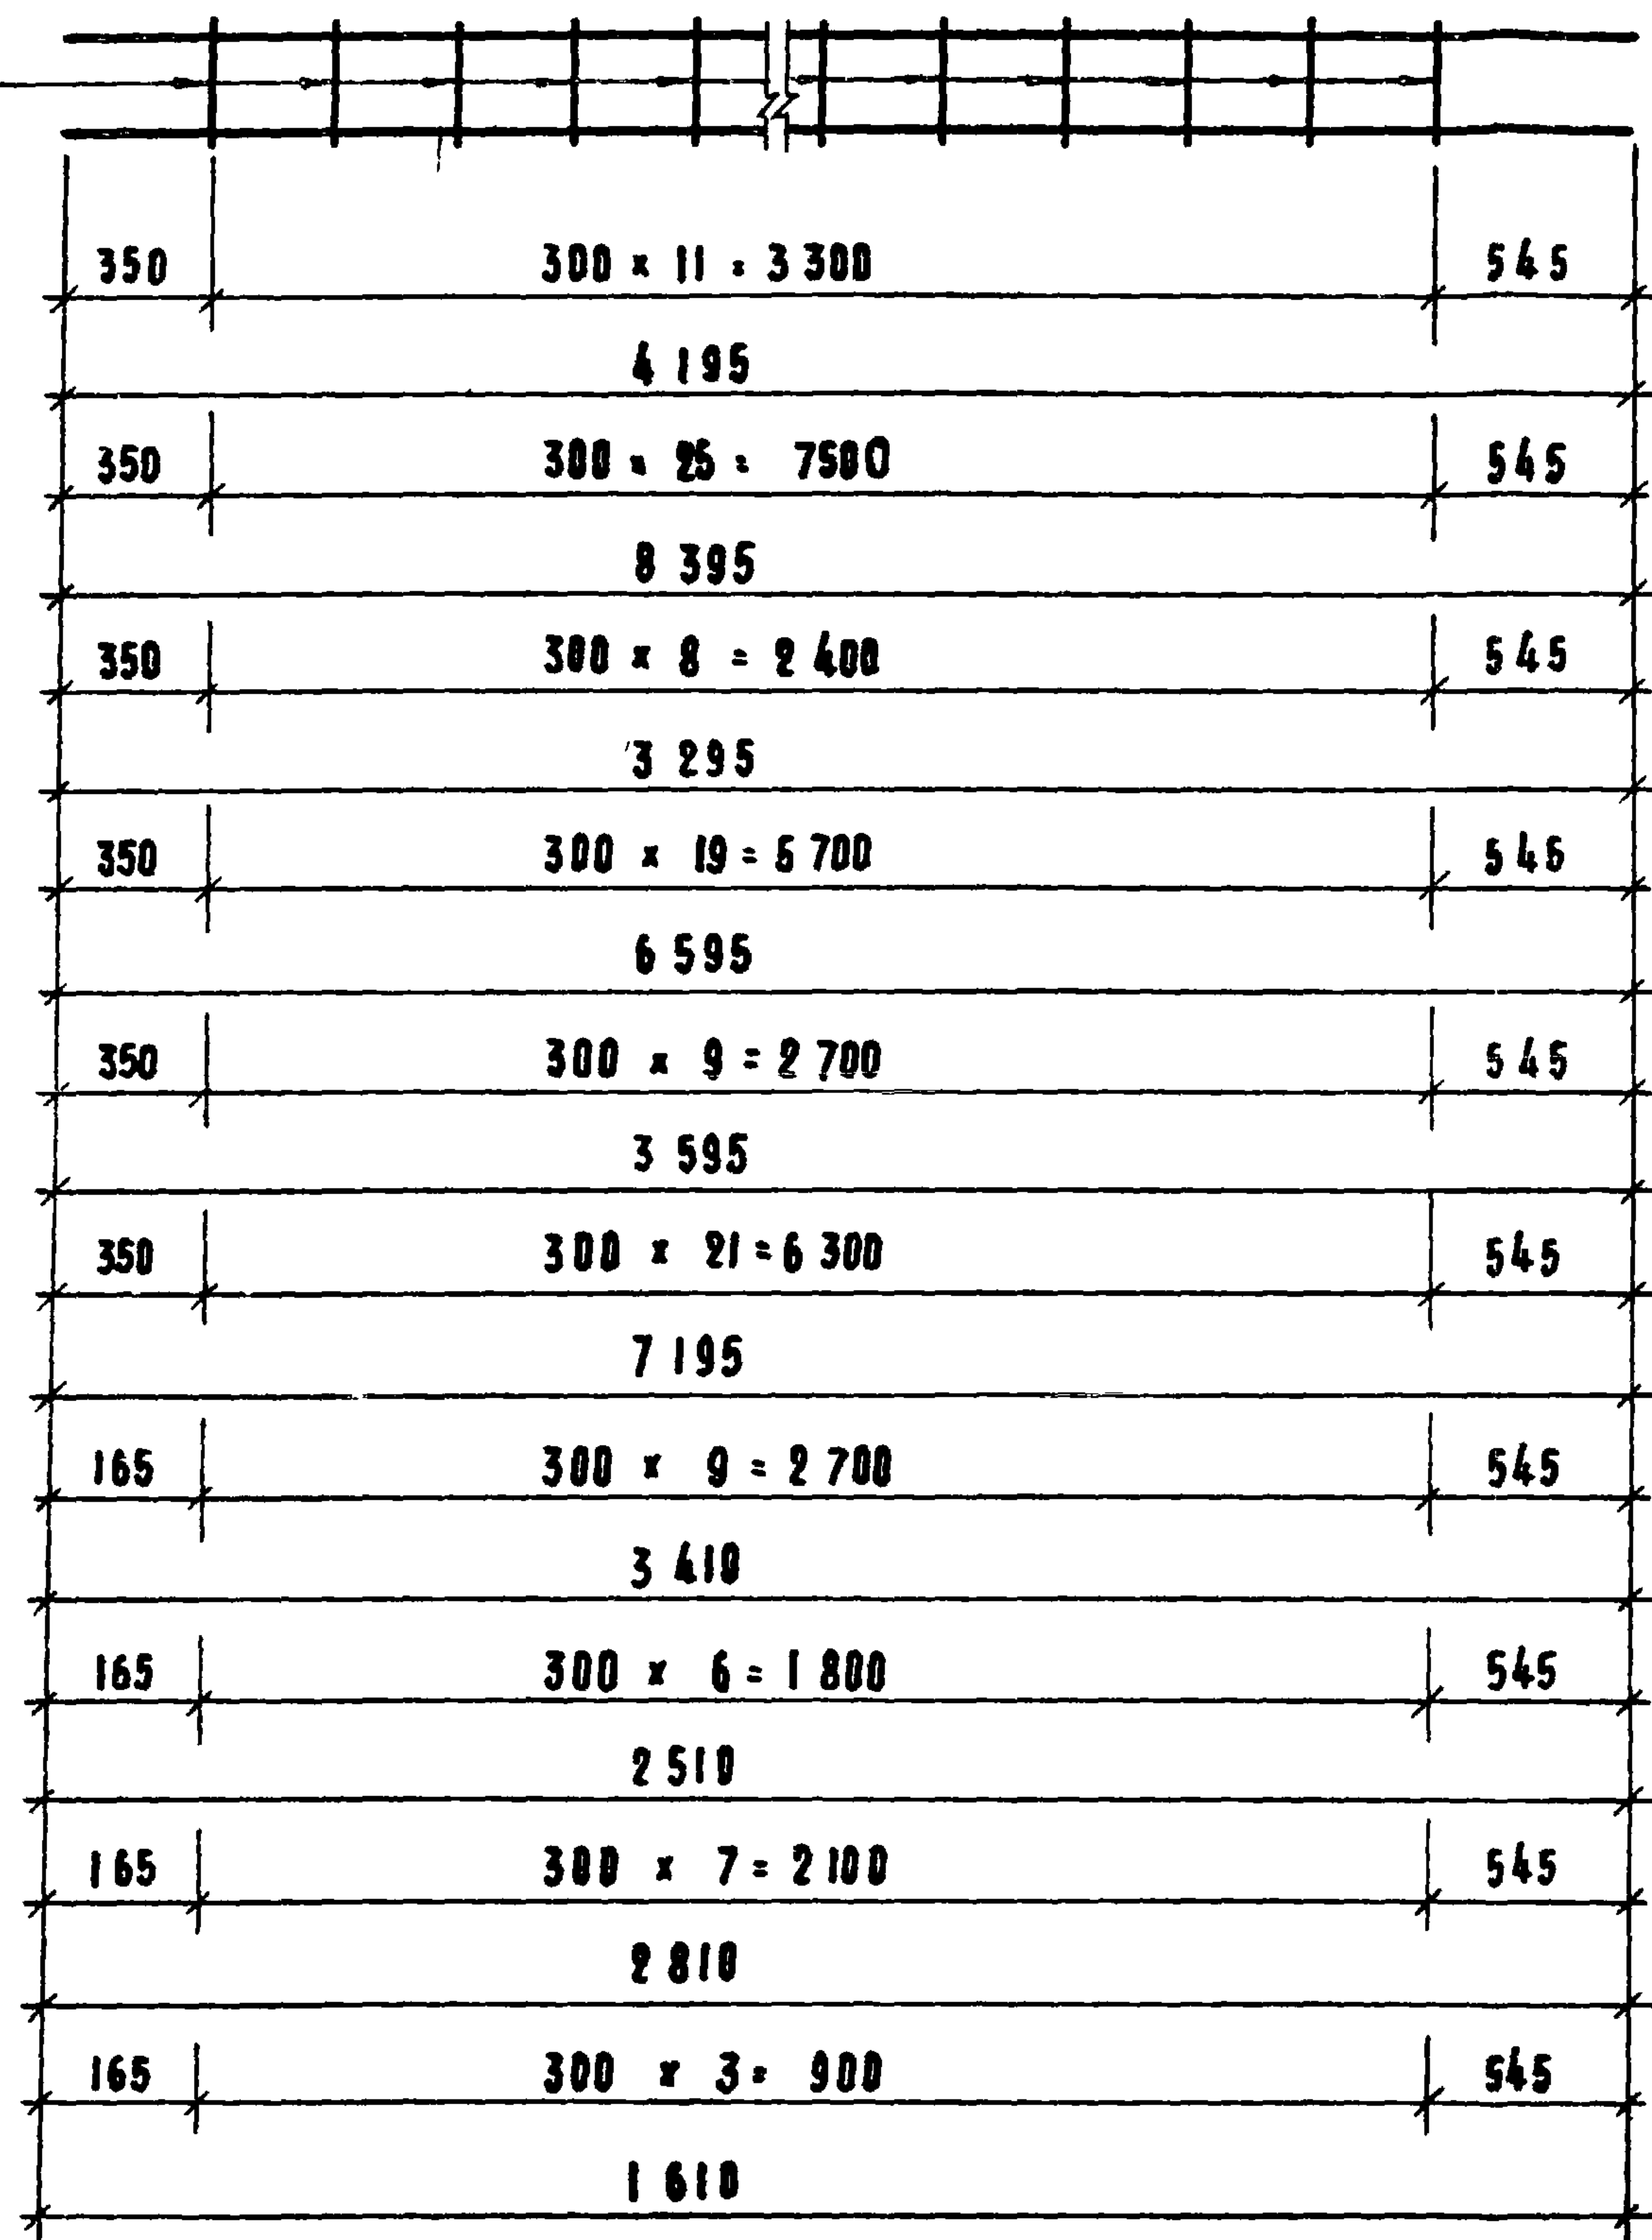 350 300 x 11 = 3 300 545
4 195
350 300 x 25 = 7500 545
8 395
350 300 x 8 = 2 400 545
3 295
350 300 x 19 = 5 700 545
6 595
350 300 x 9 = 2 700 545
3 595
350 300 x 21 = 6 300 545
7 195
165 300 x 9 = 2 700 545
3 410
165 300 x 6 = 1 800 545
2 510
165 300 x 7 = 2 100 545
2 810
165 300 x 3 = 900 545
1 610